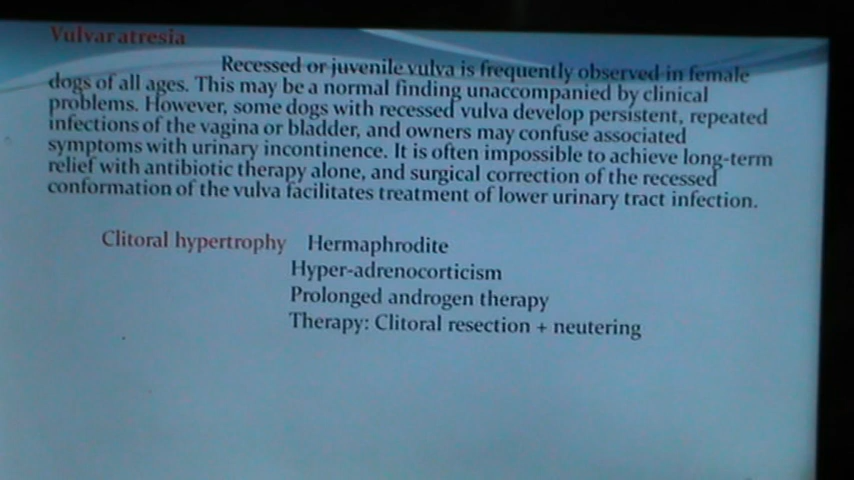 Vulvar atresia
Recessed or juvenile vulva is frequently observed in female
dogs of all ages. This may be a normal finding unaccompanied by clinical
problems. However, some dogs with recessed vulva develop persistent, repeated
infections of the vagina or bladder, and owners may confuse associated
symptoms with urinary incontinence. It is often impossible to achieve long-term
relief with antibiotic therapy alone, and surgical correction of the recessed
conformation of the vulva facilitates treatment of lower urinary tract infection.
Clitoral hypertrophy Hermaphrodite
Hyper-adrenocorticism
Prolonged androgen therapy
Therapy: Clitoral resection + neutering